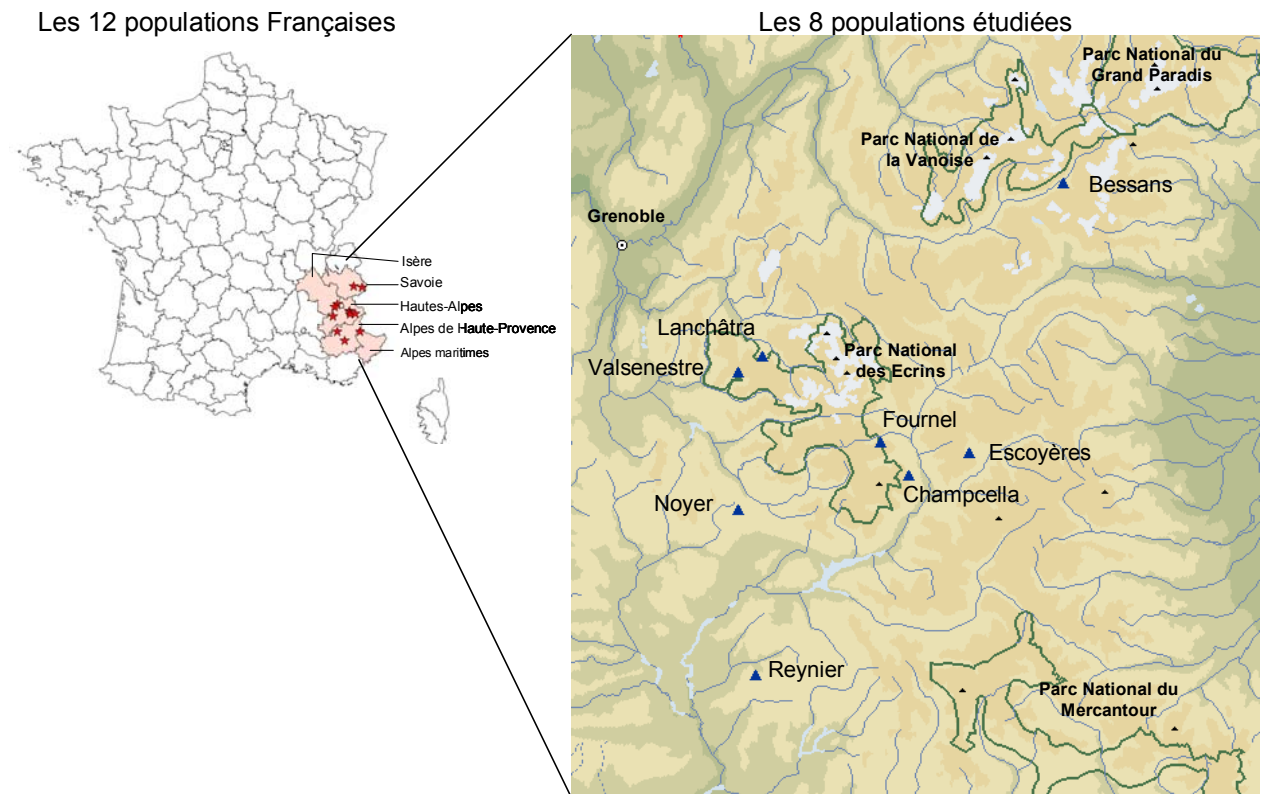 Les 12 populations Françaises
Les 8 populations étudiées
Isère
Savoie
Hautes-Alpes
Alpes de Haute-Provence
Alpes maritimes
Parc National du
Grand Paradis
Parc National de
la Vanoise
Bessans
Grenoble
Lanchâtra
Valsenestre
Parc National
des Ecrins
Fournel
Escoyères
Champcella
Noyer
Reynier
Parc National du
Mercantour